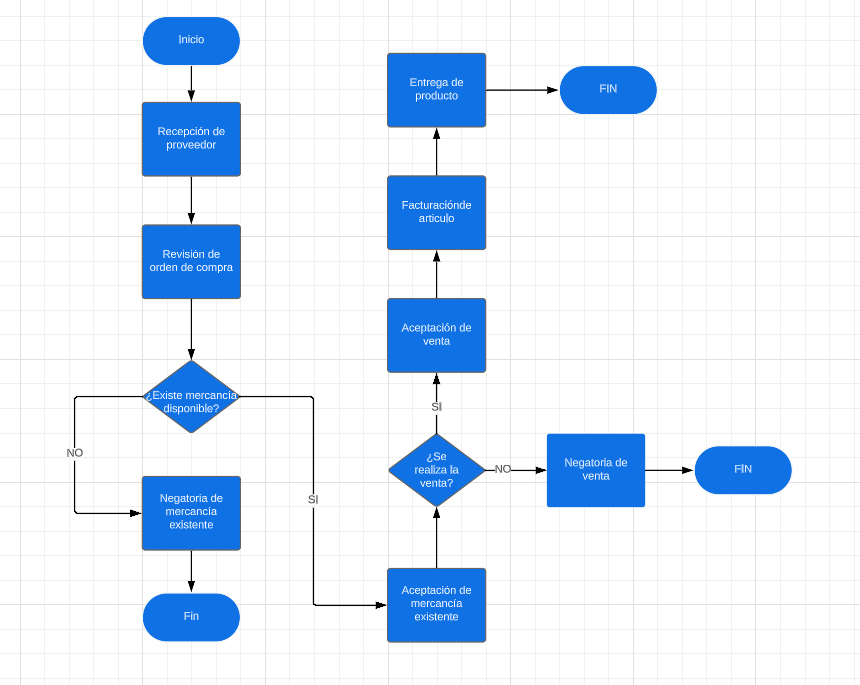 Inicio
Recepción de
proveedor
Revisión de
orden de compra
¿Existe mercancía
disponible?
NO
Negatoria de
mercancía
existente
Fin
SI
Aceptación de
mercancía
existente
¿Se
realiza la
venta?
NO
Negatoria de
venta
FIN
SI
Aceptación de
venta
Facturaciónde
articulo
Entrega de
producto
FIN